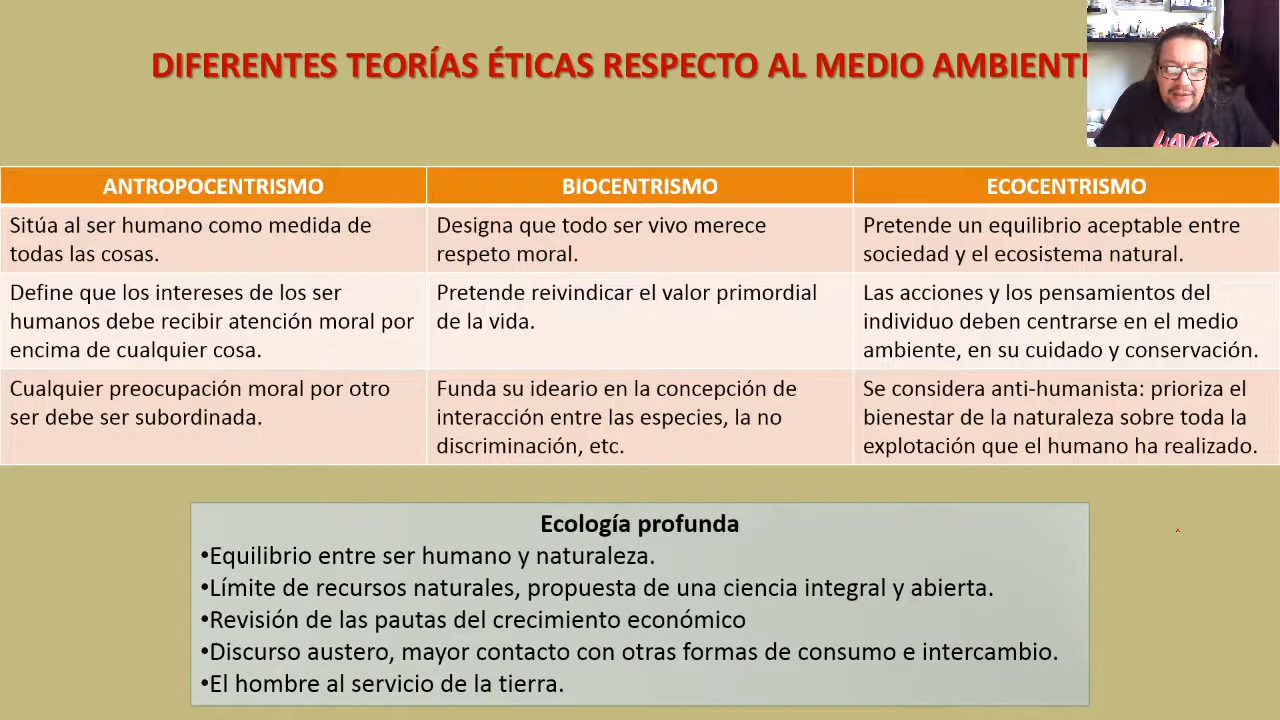 DIFERENTES TEORÍAS ÉTICAS RESPECTO AL MEDIO AMBIENT
ANTROPOCENTRISMO
BIOCENTRISMO
ECOCENTRISMO
Sitúa al ser humano como medida de
todas las cosas.
Designa que todo ser vivo merece
respeto moral.
Pretende un equilibrio aceptable entre
sociedad y el ecosistema natural.
Define que los intereses de los ser
humanos debe recibir atención moral por
encima de cualquier cosa.
Pretende reivindicar el valor primordial
de la vida.
Las acciones y los pensamientos del
individuo deben centrarse en el medio
ambiente, en su cuidado y conservación.
Cualquier preocupación moral por otro
ser debe ser subordinada.
Funda su ideario en la concepción de
interacción entre las especies, la no
discriminación, etc.
Se considera anti-humanista: prioriza el
bienestar de la naturaleza sobre toda la
explotación que el humano ha realizado.
Ecología profunda
•Equilibrio entre ser humano y naturaleza.
•Límite de recursos naturales, propuesta de una ciencia integral y abierta.
•Revisión de las pautas del crecimiento económico
•Discurso austero, mayor contacto con otras formas de consumo e intercambio.
•El hombre al servicio de la tierra.